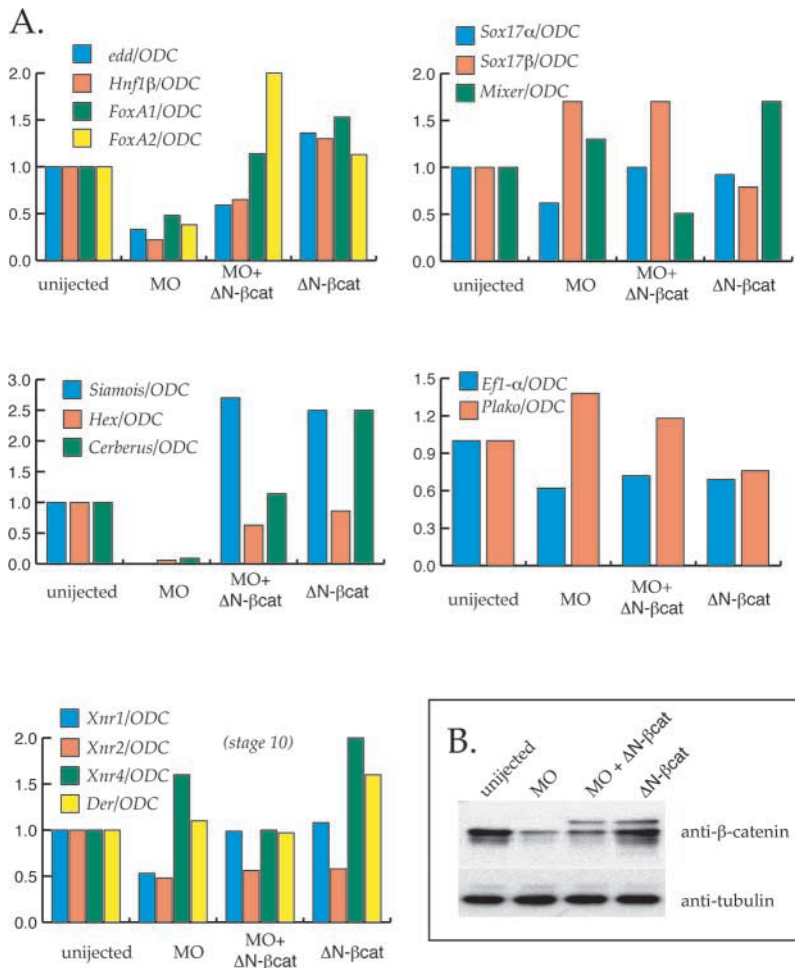 A.
edd/ODC
Hnf1β/ODC
FoxA1/ODC
FoxA2/ODC
2.0
1.5
1.0
0.5
0.0
unijected
MO
MO+
ΔN-βcat
ΔN-βcat
Sox17α/ODC
Sox17β/ODC
Mixer/ODC
2.0
1.5
1.0
0.5
0.0
unijected
MO
MO+
ΔN-βcat
ΔN-βcat
Siamois/ODC
Hex/ODC
Cerberus/ODC
3.0
2.5
2.0
1.5
1.0
0.5
0.0
unijected
MO
MO+
ΔN-βcat
ΔN-βcat
Ef1-α/ODC
Plako/ODC
1.5
1.2
0.9
0.6
0.3
0.0
unijected
MO
MO+
ΔN-βcat
ΔN-βcat
Xnr1/ODC
Xnr2/ODC
Xnr4/ODC
Der/ODC
(stage 10)
2.0
1.5
1.0
0.5
0.0
unijected
MO
MO+
ΔN-βcat
ΔN-βcat
B.
unijected
MO
MO + ΔN-βcat
ΔN-βcat
anti-β-catenin
anti-tubulin